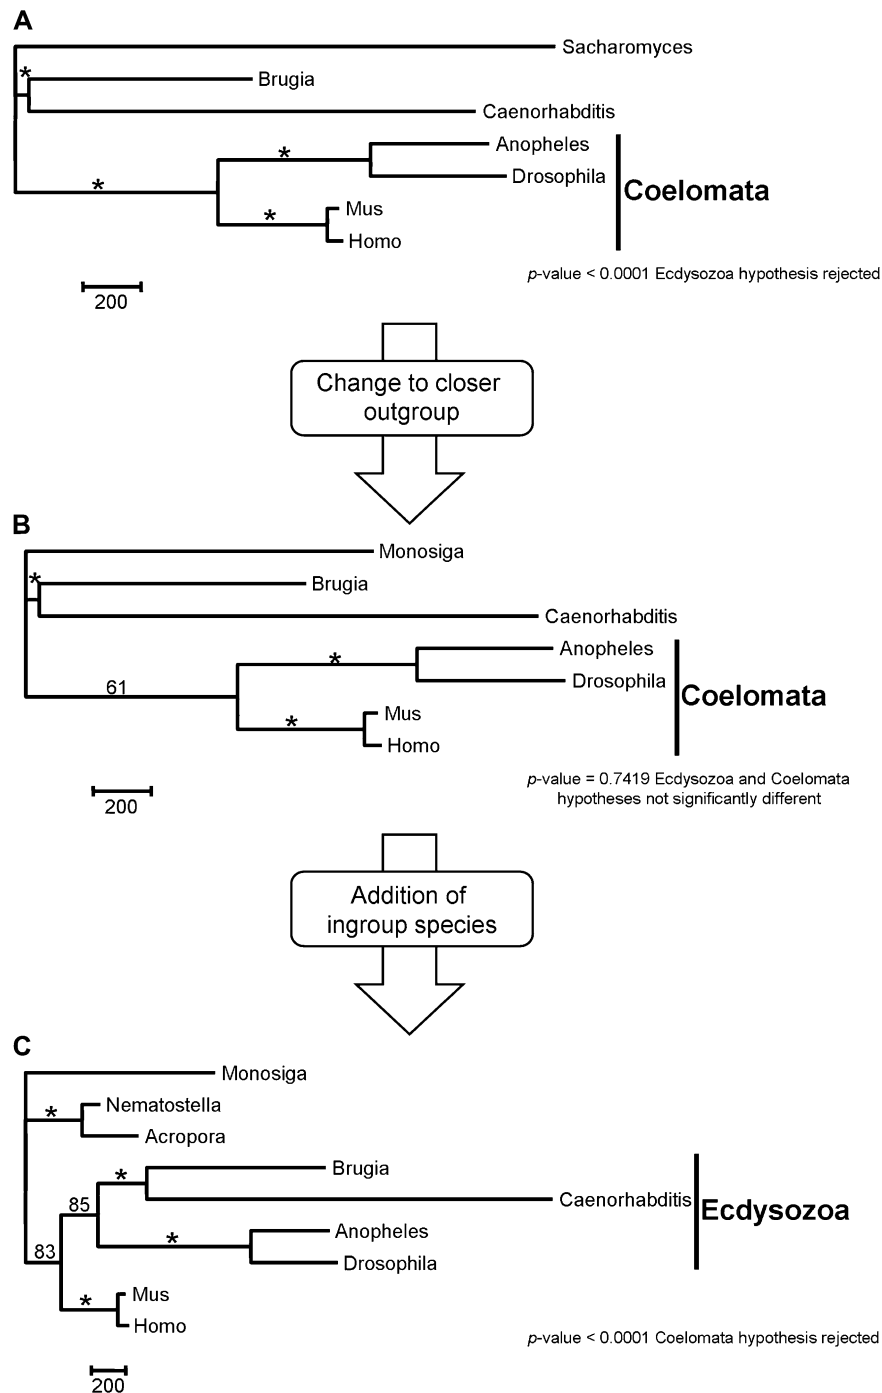 A
Sacharomyces
*
Brugia
Caenorhabditis
*
Anopheles
*
Drosophila
Coelomata
*
Mus
Homo
p-value < 0.0001 Ecdysozoa hypothesis rejected
200
Change to closer
outgroup
B
Monosiga
*
Brugia
Caenorhabditis
*
Anopheles
61
Drosophila
Coelomata
*
Mus
Homo
p-value = 0.7419 Ecdysozoa and Coelomata
hypotheses not significantly different
200
Addition of
ingroup species
C
Monosiga
*
Nematostella
Acropora
*
Brugia
85
Caenorhabditis
Ecdysozoa
*
Anopheles
83
Drosophila
*
Mus
Homo
p-value < 0.0001 Coelomata hypothesis rejected
200